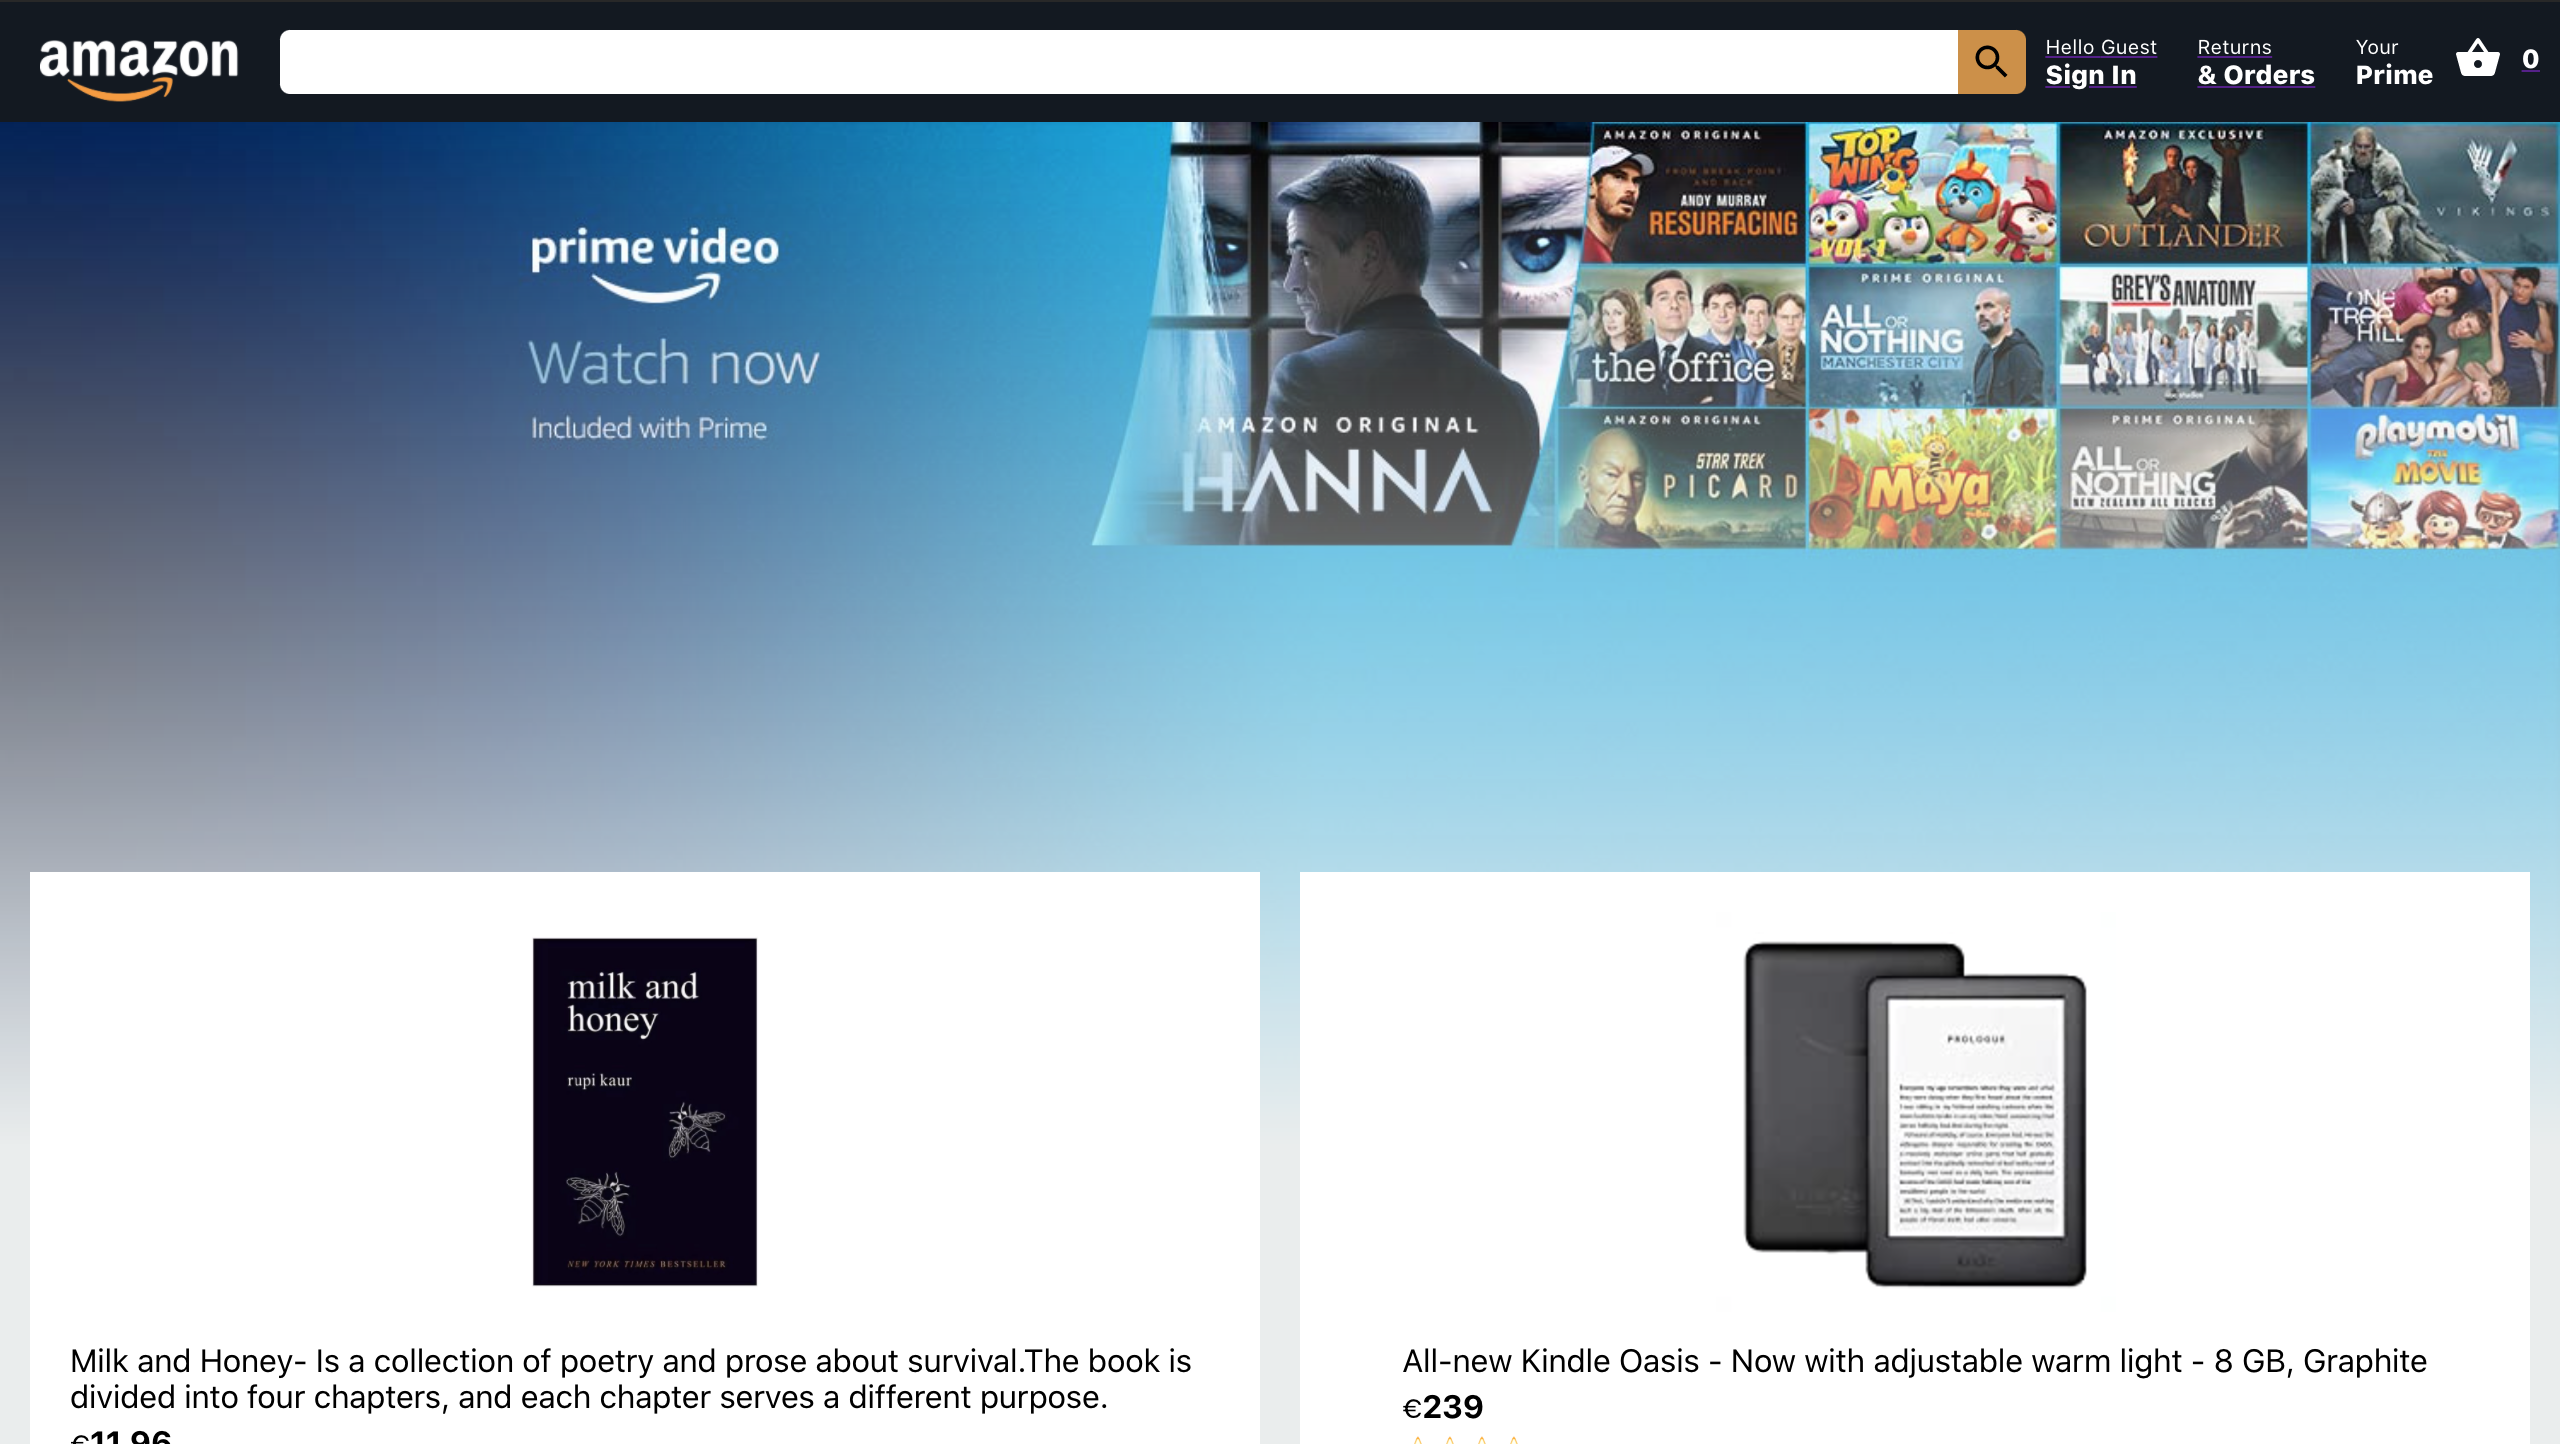 amazon
Hello Guest
Sign In
Returns
& Orders
Your
Prime
0
prime video
Watch now
Included with Prime
AMAZON ORIGINAL
HANNA
AMAZON ORIGINAL
FROM BREAK POINT
AND BACK
ANDY MURRAY
RESURFACING
TOP
WING
VOL.1
AMAZON EXCLUSIVE
OUTLANDER
VIKINGS
the office
PRIME ORIGINAL
ALL OR
NOTHING
MANCHESTER CITY
GREY'S ANATOMY
ONE
TREE
HILL
AMAZON ORIGINAL
STAR TREK
PICARD
Maya
PRIME ORIGINAL
ALL OR
NOTHING
NEW ZEALAND ALL BLACKS
playmobil
THE
MOVIE
milk and
honey
rupi kaur
NEW YORK TIMES BESTSELLER
PROLOGUE
Milk and Honey- Is a collection of poetry and prose about survival.The book is
divided into four chapters, and each chapter serves a different purpose.
€11.96
All-new Kindle Oasis - Now with adjustable warm light - 8 GB, Graphite
€239